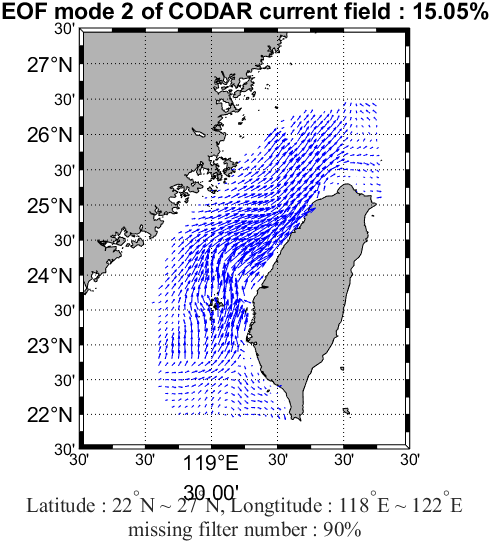 EOF mode 2 of CODAR current field : 15.05%
30'
27°N
30'
26°N
30'
25°N
30'
24°N
30'
23°N
30'
22°N
30'
30' 30' 119°E 30' 30'
30.00'
Latitude : 22°N ~ 27°N, Longtitude : 118°E ~ 122°E
missing filter number : 90%